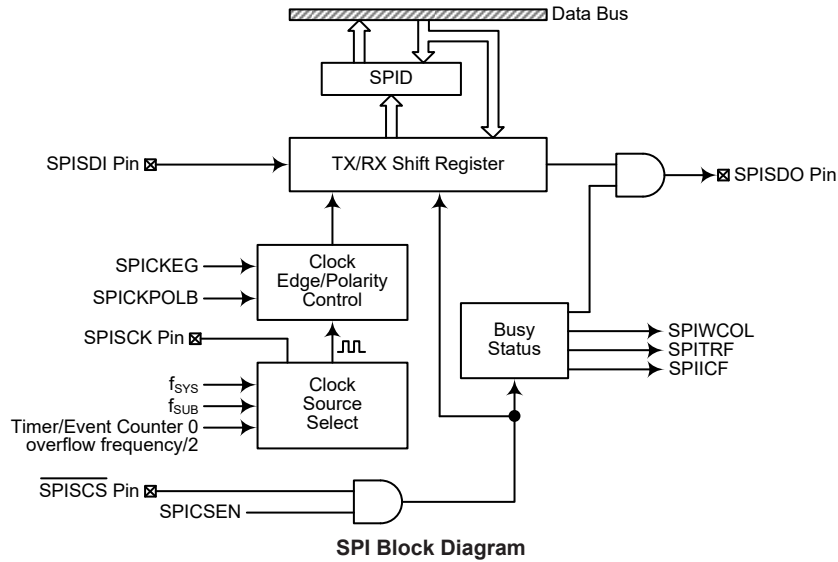 Data Bus
SPID
SPISDI Pin
TX/RX Shift Register
SPISDO Pin
SPICKEG
SPICKPOLB
Clock
Edge/Polarity
Control
SPISCK Pin
Busy
Status
SPIWCOL
SPITRF
SPIICF
fSYS
fSUB
Timer/Event Counter 0
overflow frequency/2
Clock
Source
Select
SPISCS Pin
SPICSEN
SPI Block Diagram